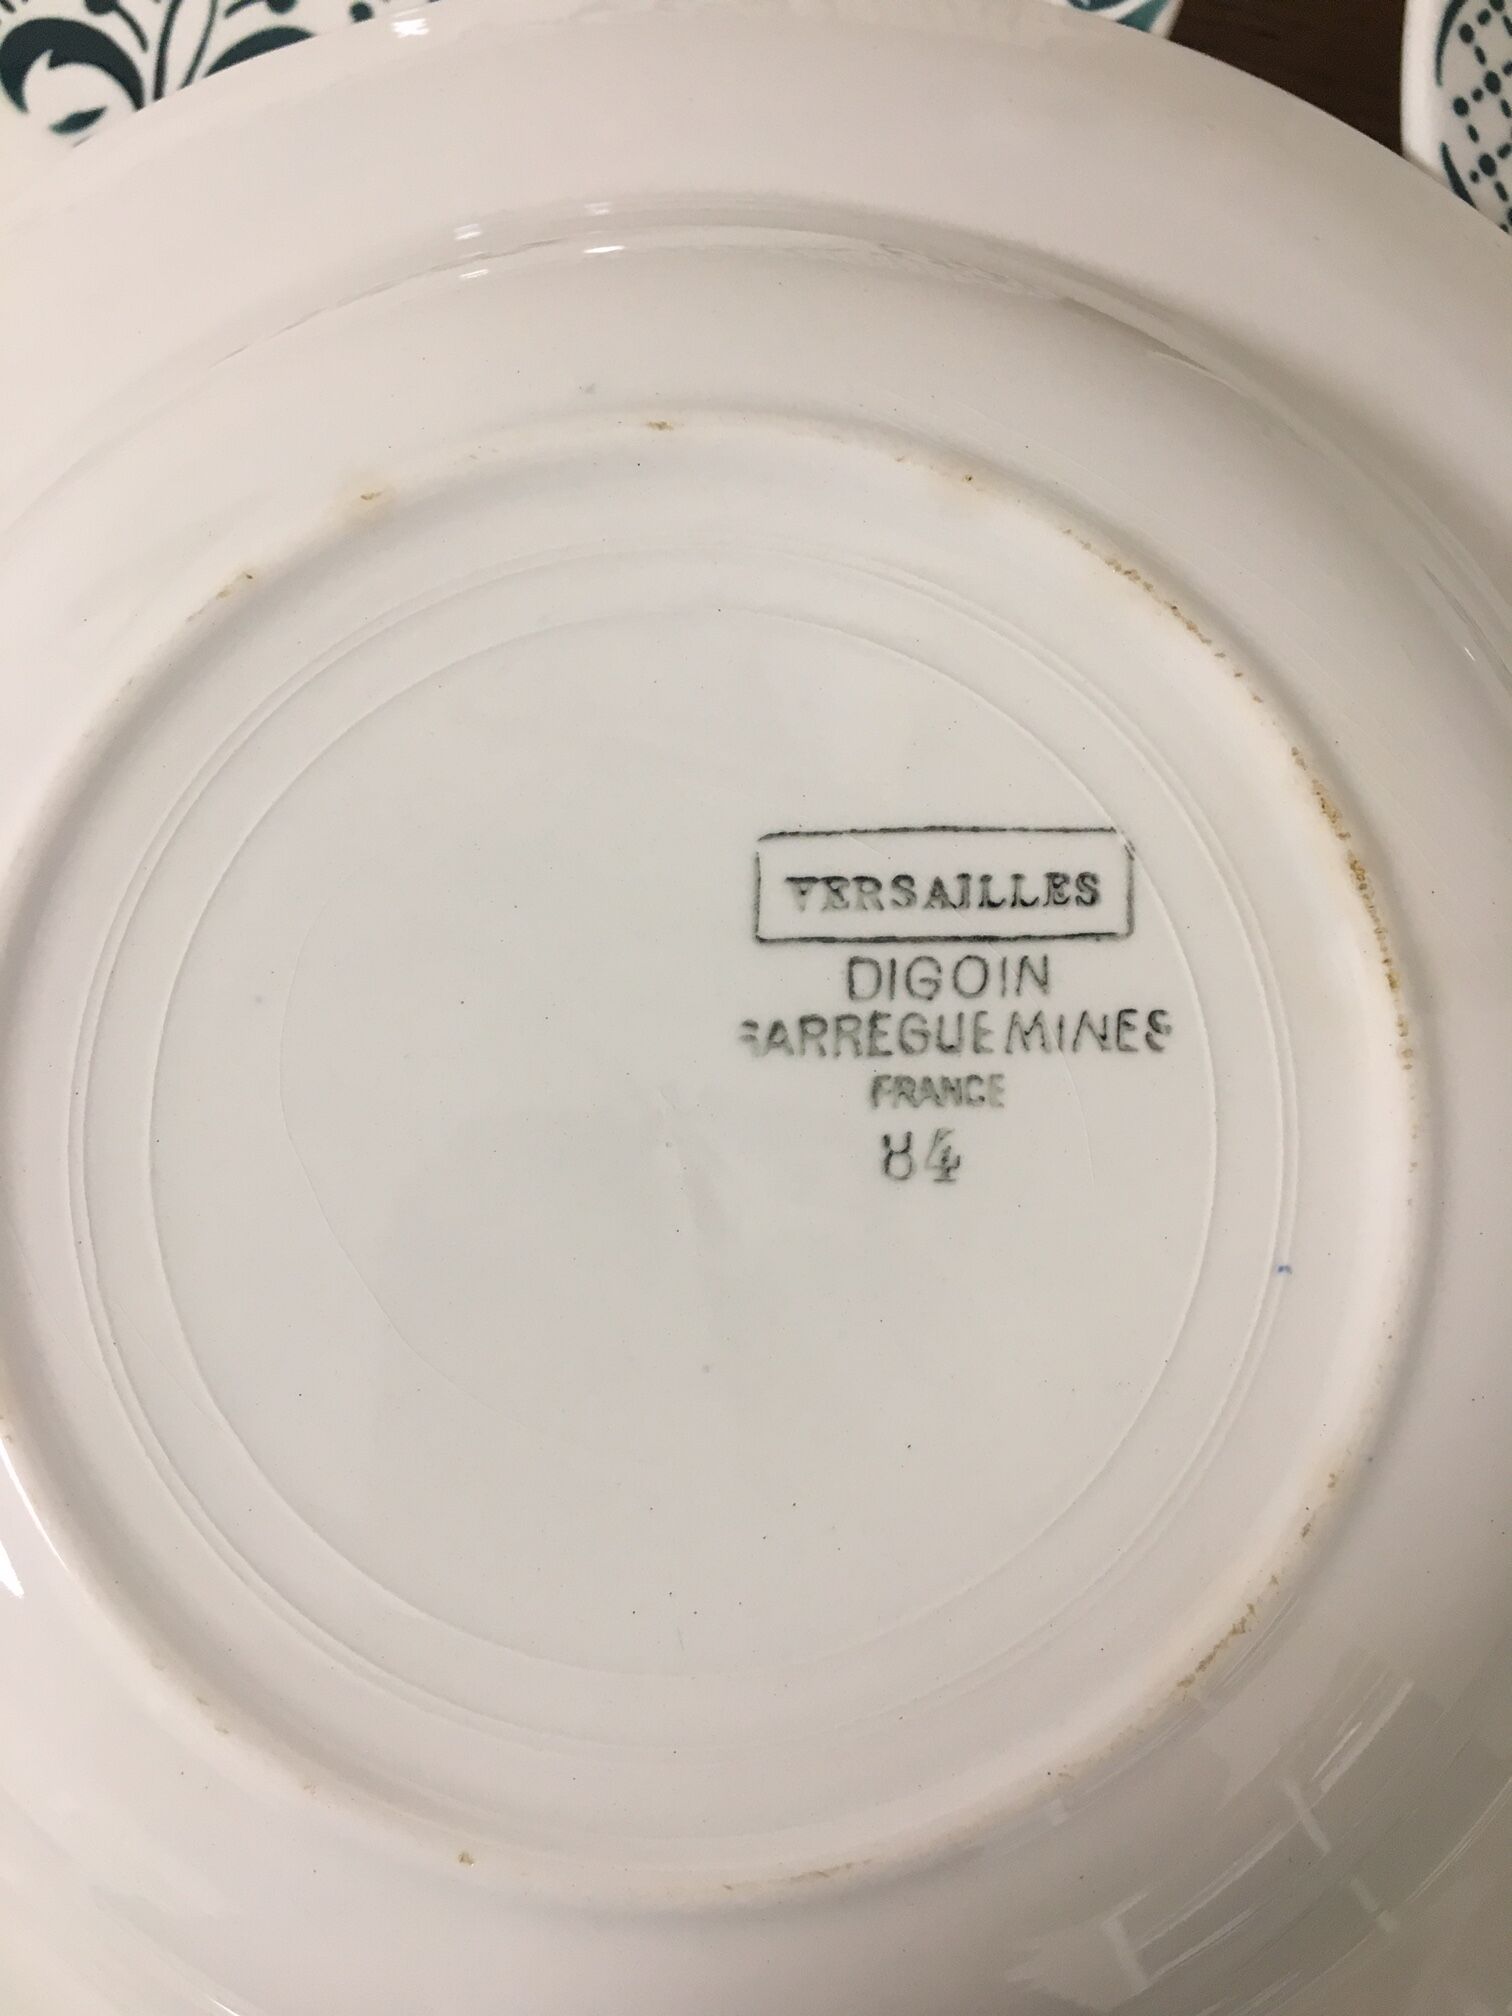 VERSAILLES
DIGOIN
SARREGUEMINES
FRANCE
84